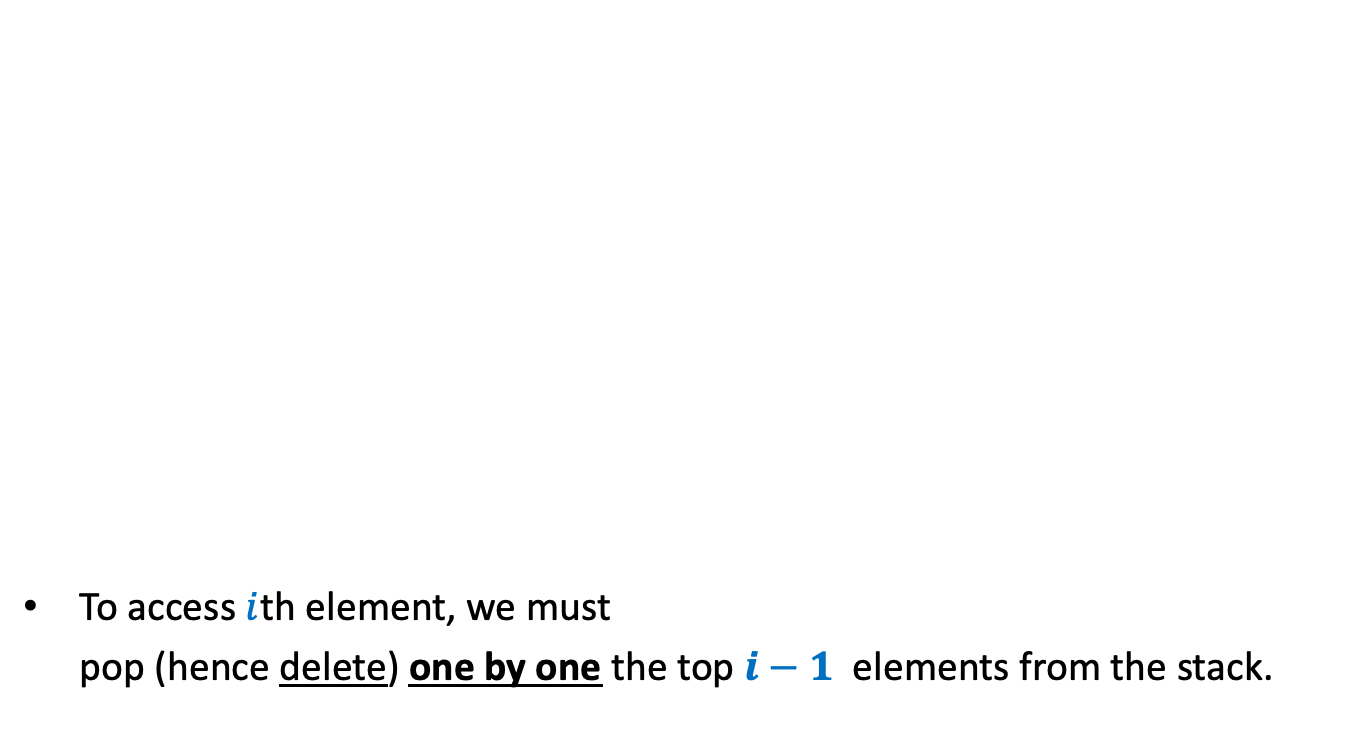 • To access ith element, we must
pop (hence delete) one by one the top i − 1 elements from the stack.